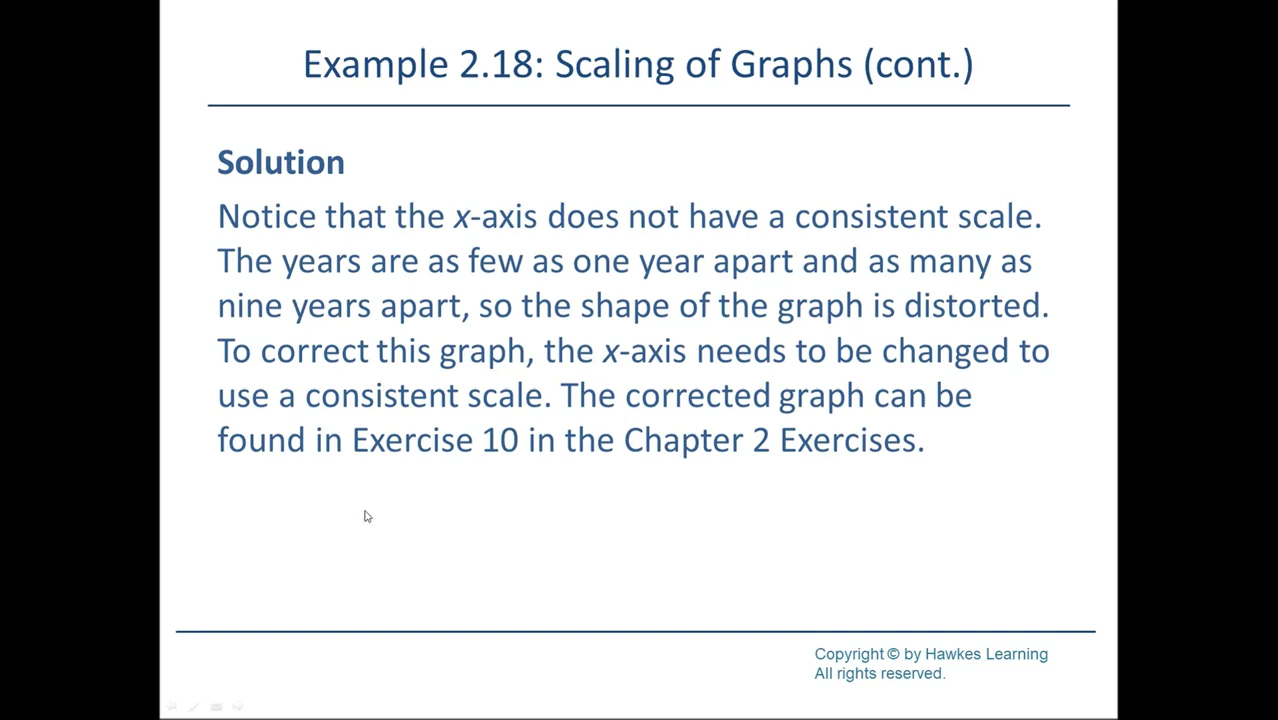 Example 2.18: Scaling of Graphs (cont.)
Solution
Notice that the x-axis does not have a consistent scale.
The years are as few as one year apart and as many as
nine years apart, so the shape of the graph is distorted.
To correct this graph, the x-axis needs to be changed to
use a consistent scale. The corrected graph can be
found in Exercise 10 in the Chapter 2 Exercises.
Copyright © by Hawkes Learning
All rights reserved.